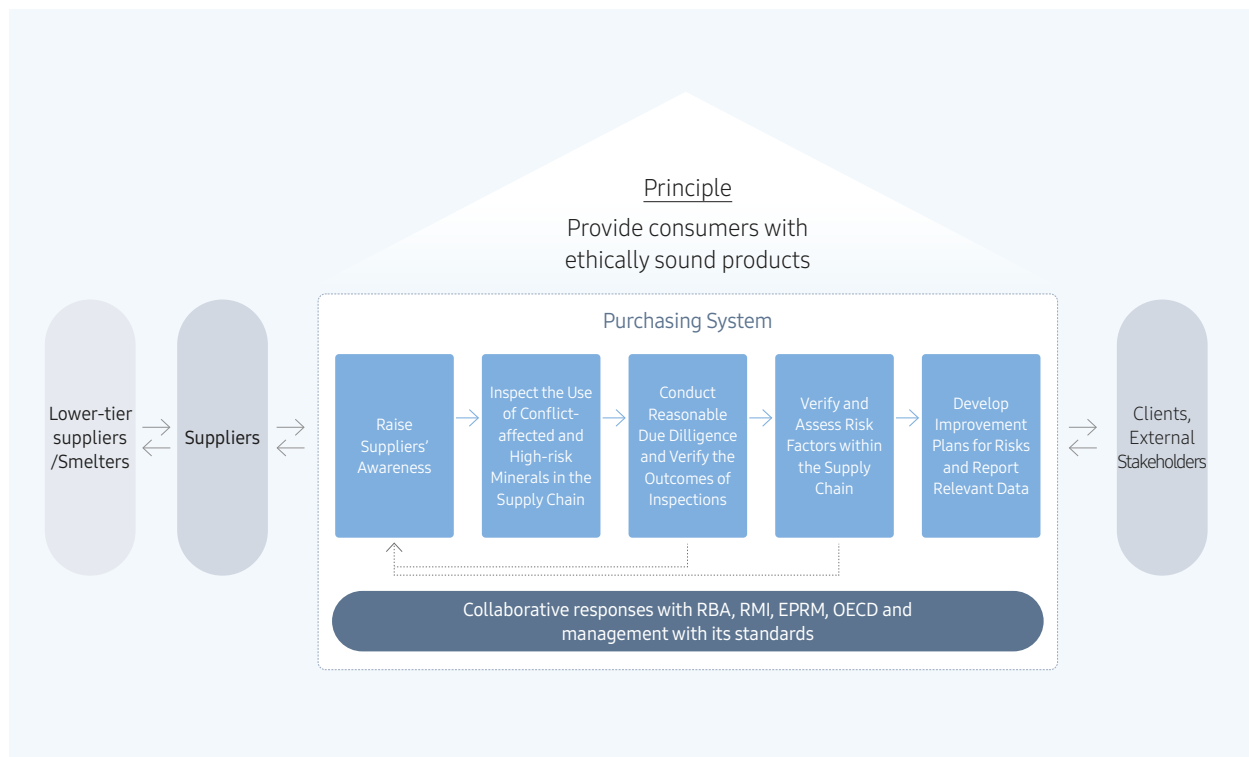 Principle
Provide consumers with
ethically sound products
Lower-tier
suppliers
/Smelters
Suppliers
Purchasing System
Raise
Suppliers’
Awareness
Inspect the Use
of Conflict-
affected and
High-risk
Minerals in the
Supply Chain
Conduct
Reasonable
Due Dilligence
and Verify the
Outcomes of
Inspections
Verify and
Assess Risk
Factors within
the Supply
Chain
Develop
Improvement
Plans for Risks
and Report
Relevant Data
Collaborative responses with RBA, RMI, EPRM, OECD and
management with its standards
Clients,
External
Stakeholders